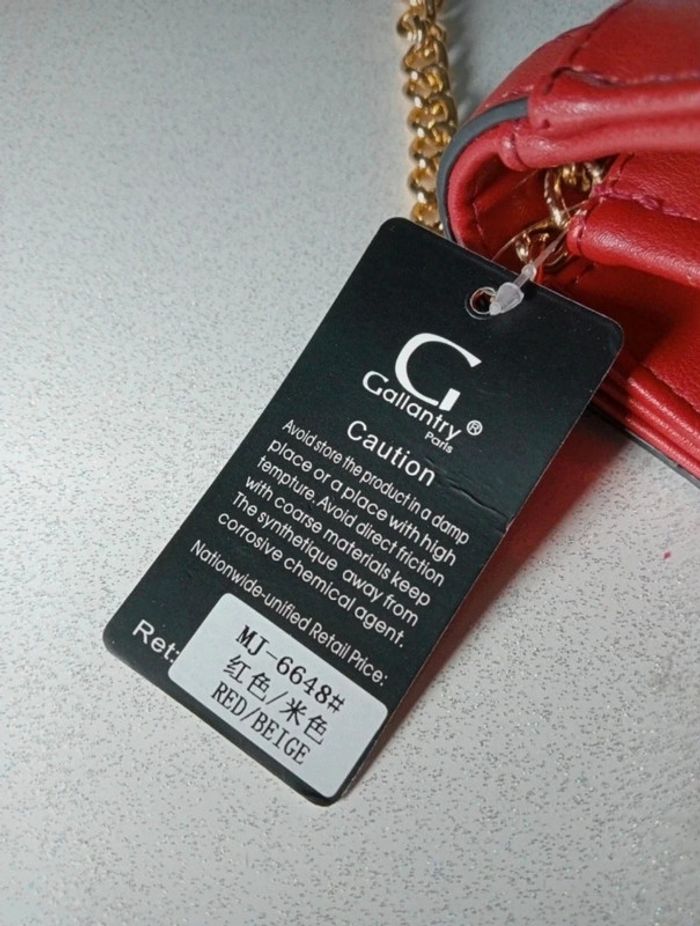 G
Gallantry ®
Paris
Caution
Avoid store the product in a damp
place or a place with high
tempture. Avoid direct friction
with coarse materials keep
The synthetique away from
corrosive chemical agent.
Nationwide-unified Retail Price:
Ret:
MJ-6648#
红色/米色
RED/BEIGE